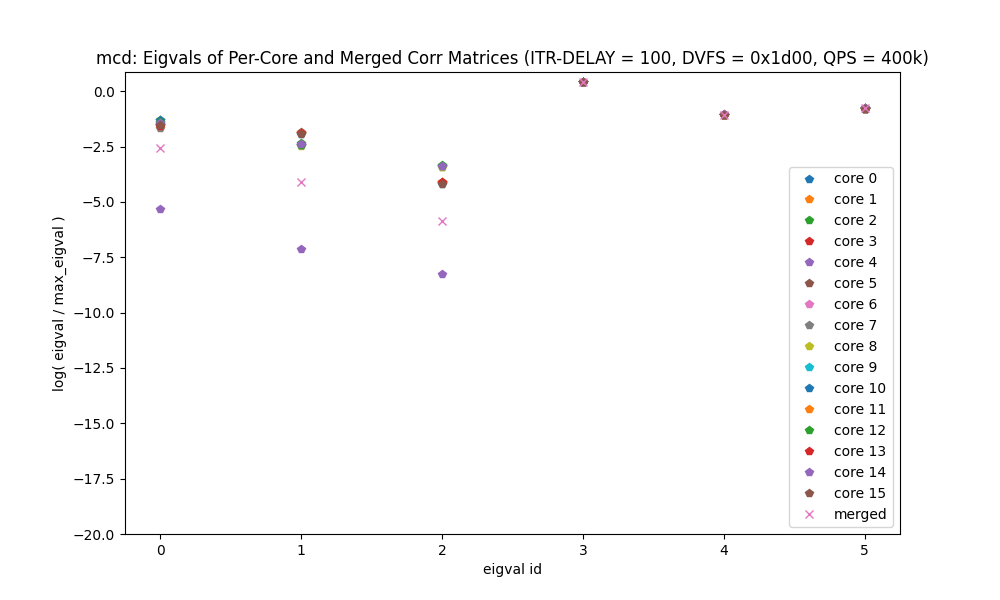 mcd: Eigvals of Per-Core and Merged Corr Matrices (ITR-DELAY = 100, DVFS = 0x1d00, QPS = 400k)
log( eigval / max_eigval )
0.0
−2.5
−5.0
−7.5
−10.0
−12.5
−15.0
−17.5
−20.0
core 0
core 1
core 2
core 3
core 4
core 5
core 6
core 7
core 8
core 9
core 10
core 11
core 12
core 13
core 14
core 15
merged
0 1 2 3 4 5
eigval id